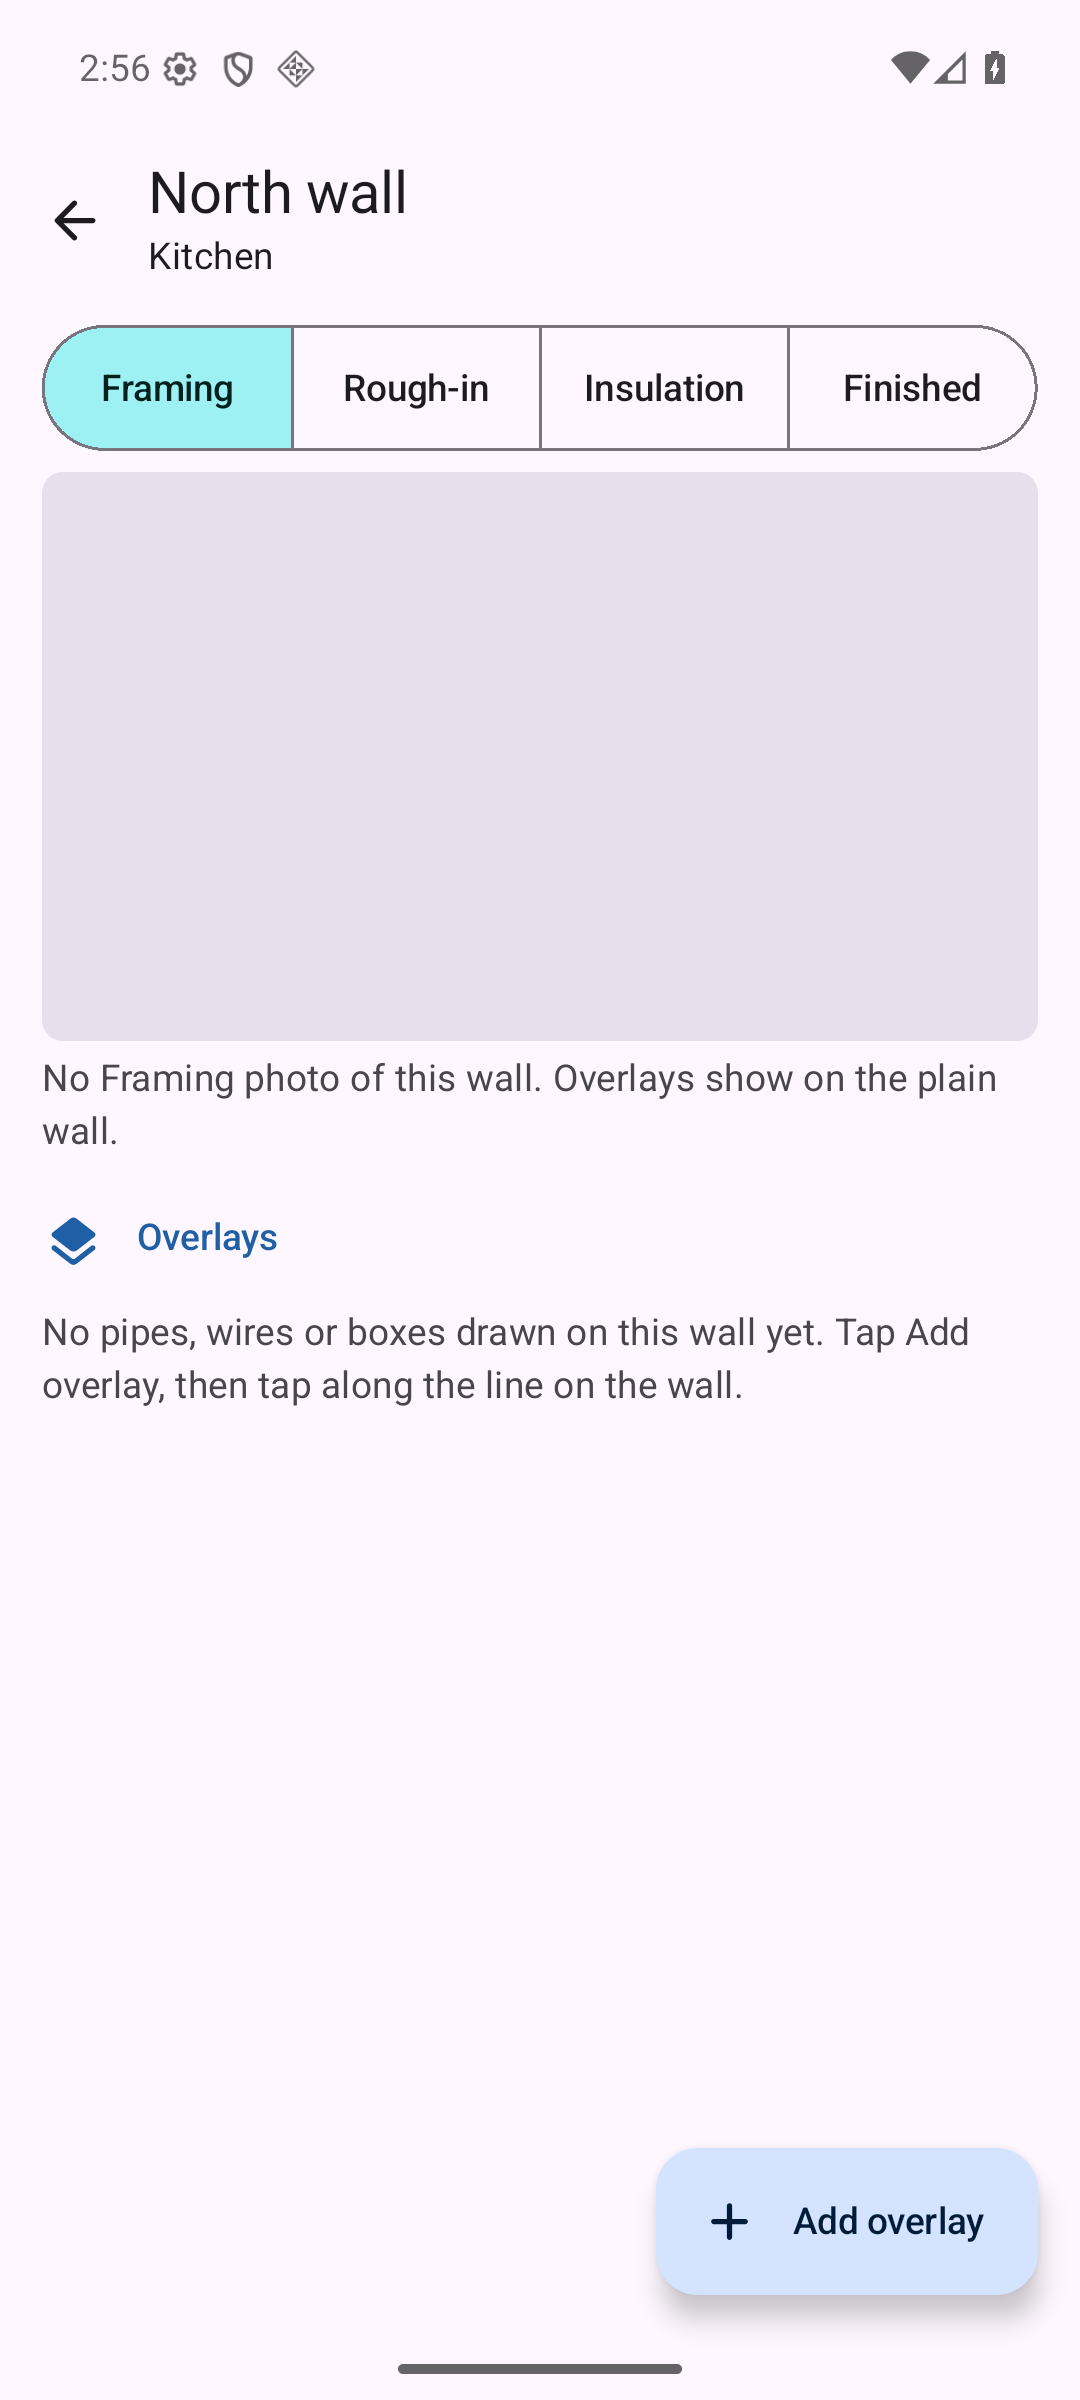 2:56
North wall
Kitchen
Framing
Rough-in
Insulation
Finished
No Framing photo of this wall. Overlays show on the plain
wall.
Overlays
No pipes, wires or boxes drawn on this wall yet. Tap Add
overlay, then tap along the line on the wall.
Add overlay